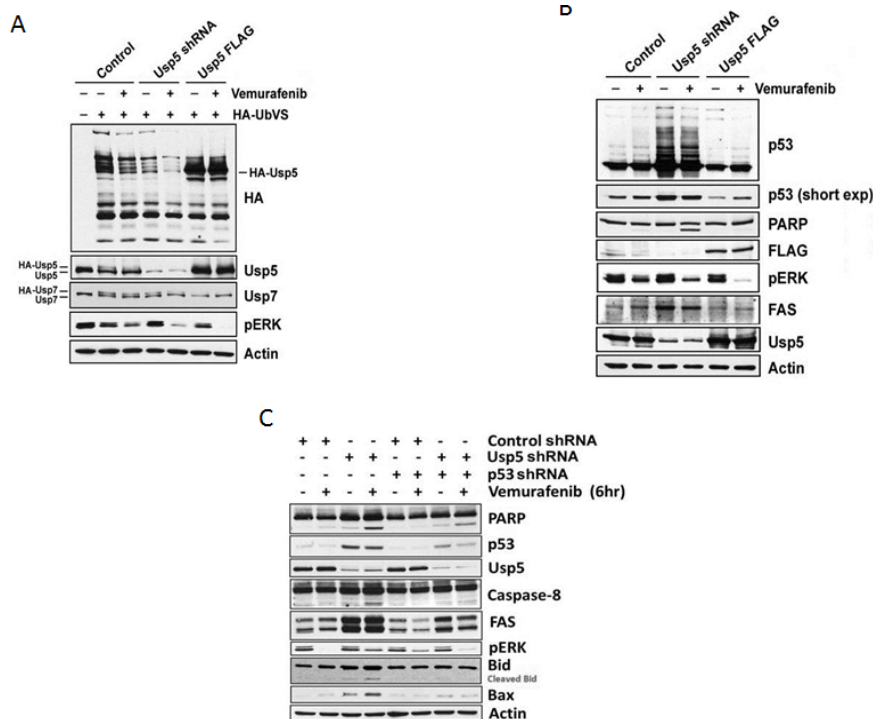 A
Control Usp5 shRNA Usp5 FLAG
− + − + − + Vemurafenib
− + + + + + + HA-UbVS
HA-Usp5
HA
HA-Usp5
Usp5
Usp5
HA-Usp7
Usp7
Usp7
pERK
Actin
B
Control Usp5 shRNA Usp5 FLAG
− + − + − + Vemurafenib
p53
p53 (short exp)
PARP
FLAG
pERK
FAS
Usp5
Actin
C
+ + - - + + - - Control shRNA
- - + + - - + + Usp5 shRNA
- - - - + + + + p53 shRNA
- + - + - + - + Vemurafenib (6hr)
PARP
p53
Usp5
Caspase-8
FAS
pERK
Bid
Cleaved Bid
Bax
Actin